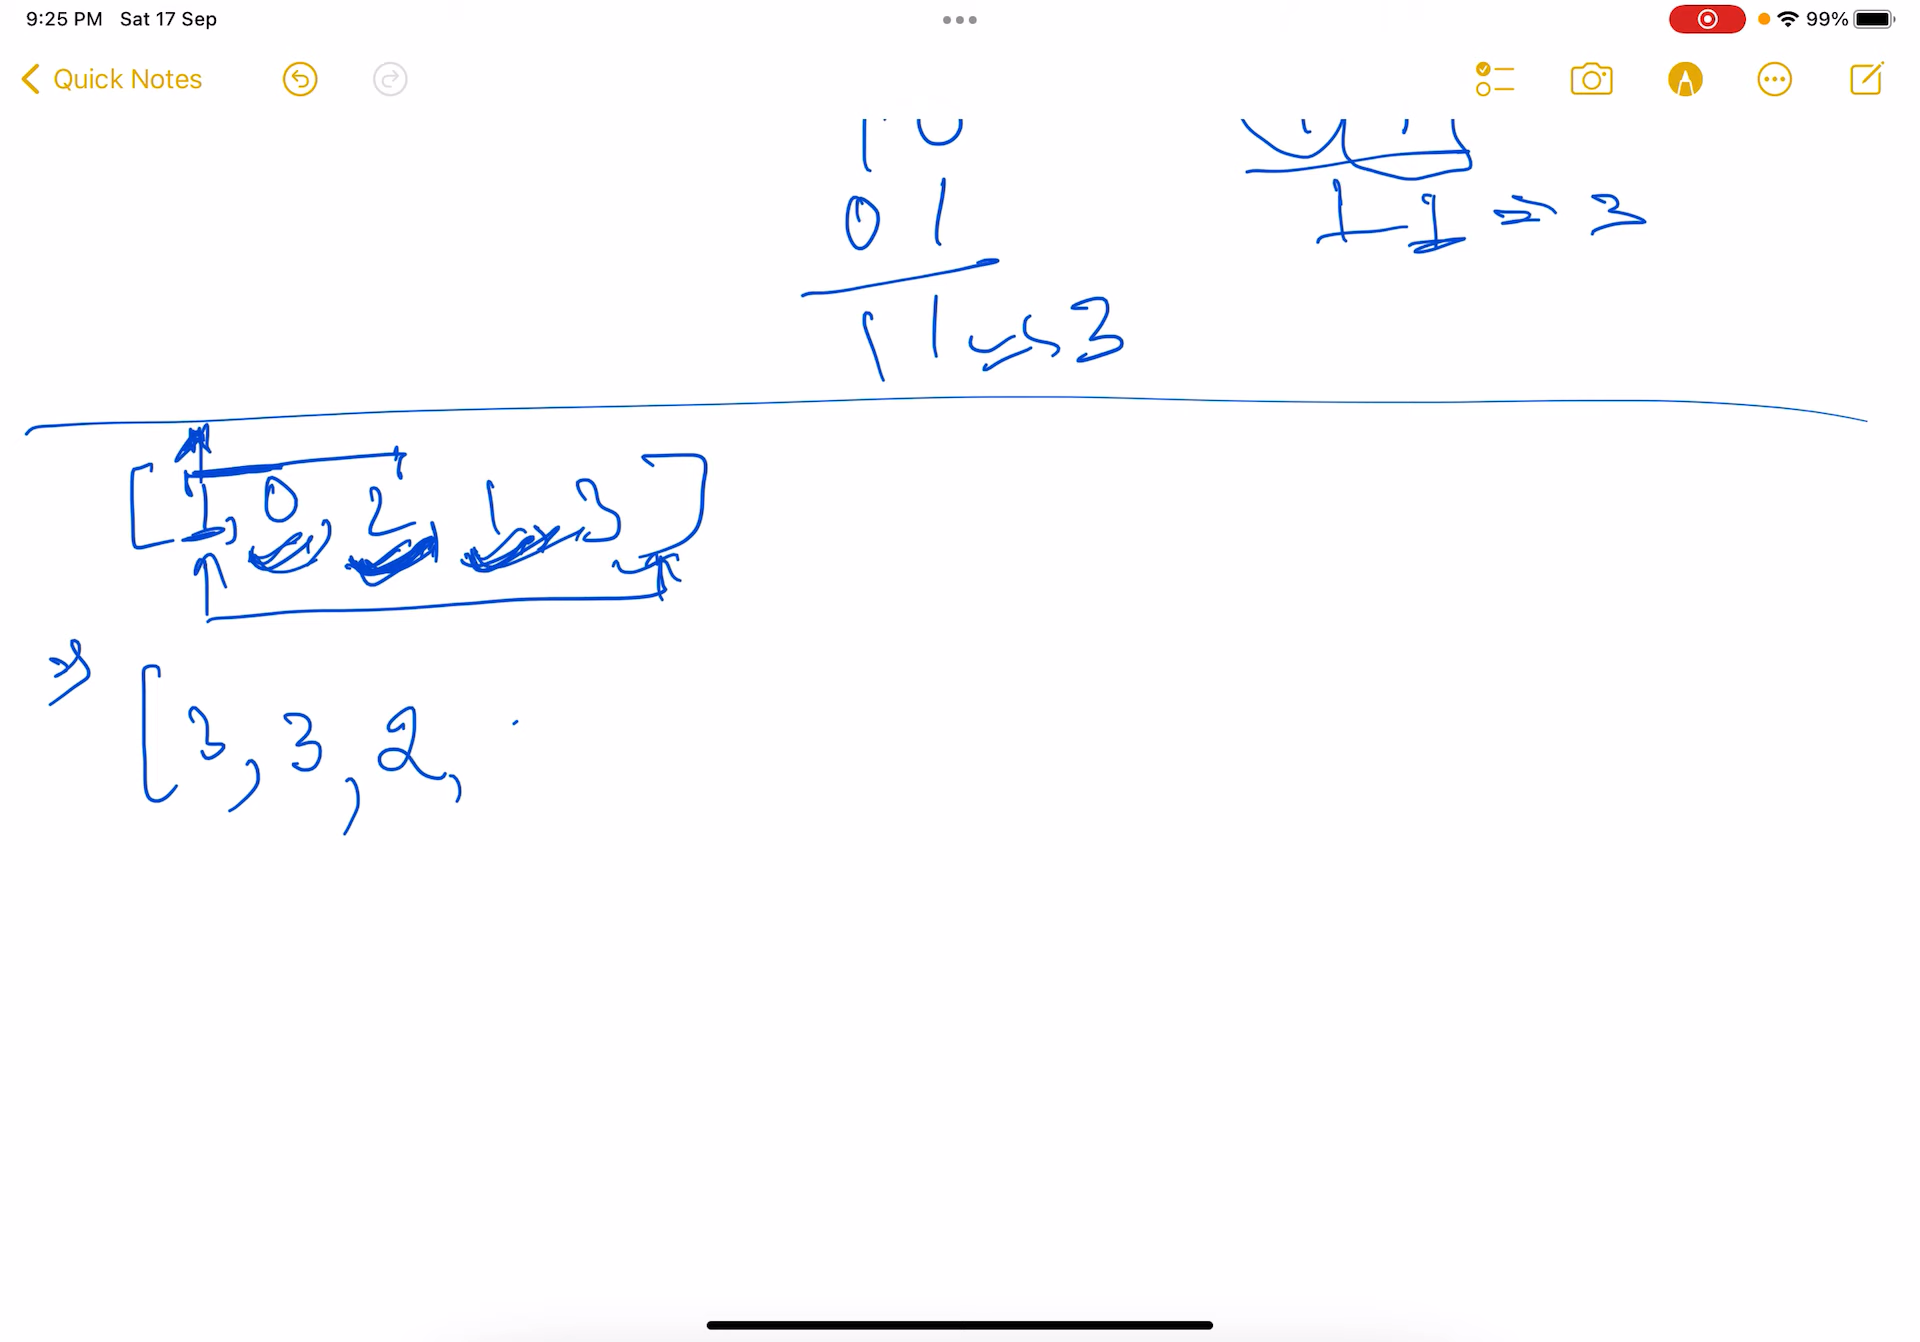 9:25 PM Sat 17 Sep
99%
Quick Notes
0 1
1 1 => 3
1 1 => 3
[1, 0, 2, 1, 3]
=> [3, 3, 2,